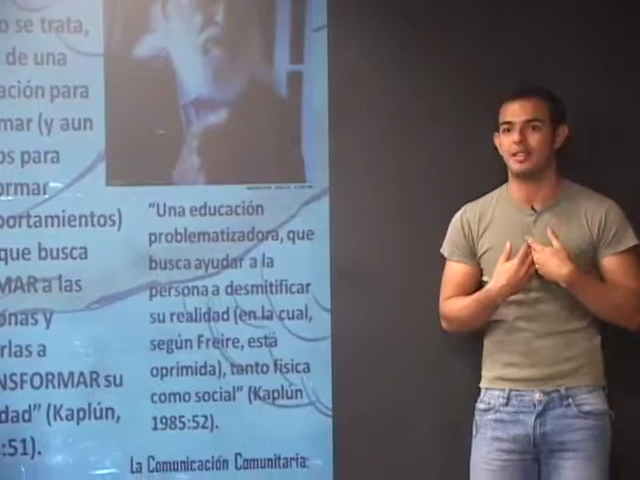 o se trata,
de una
ación para
mar (y aun
os para
ormar
portamientos)
que busca
MAR a las
onas y
rlas a
NSFORMAR su
dad" (Kaplún,
:51).
"Una educación
problematizadora, que
busca ayudar a la
persona a desmitificar
su realidad (en la cual,
según Freire, está
oprimida), tanto física
como social" (Kaplún
1985:52).
La Comunicación Comunitaria: